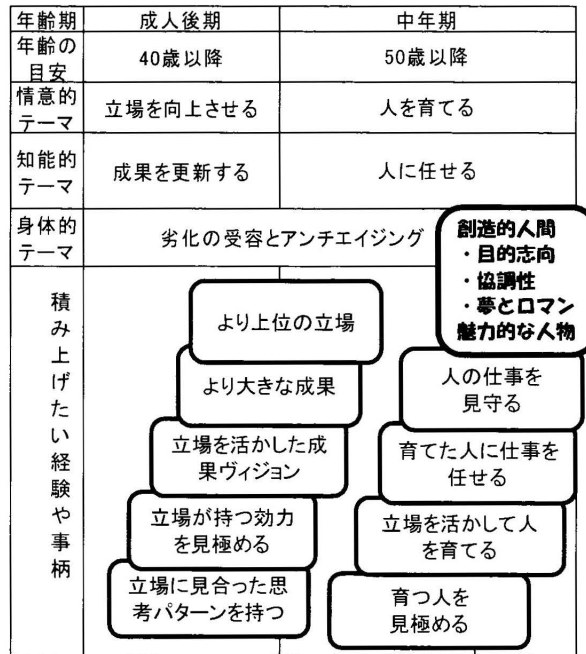 年齢期
成人後期
中年期
年齢の
目安
40歳以降
50歳以降
情意的
テーマ
立場を向上させる
人を育てる
知能的
テーマ
成果を更新する
人に任せる
身体的
テーマ
劣化の受容とアンチエイジング
創造的人間
・目的志向
・協調性
・夢とロマン
魅力的な人物
積み上げたい経験や事柄
より上位の立場
より大きな成果
立場を活かした成
果ヴィジョン
立場が持つ効力
を見極める
立場に見合った思
考パターンを持つ
人の仕事を
見守る
育てた人に仕事を
任せる
立場を活かして人
を育てる
育つ人を
見極める